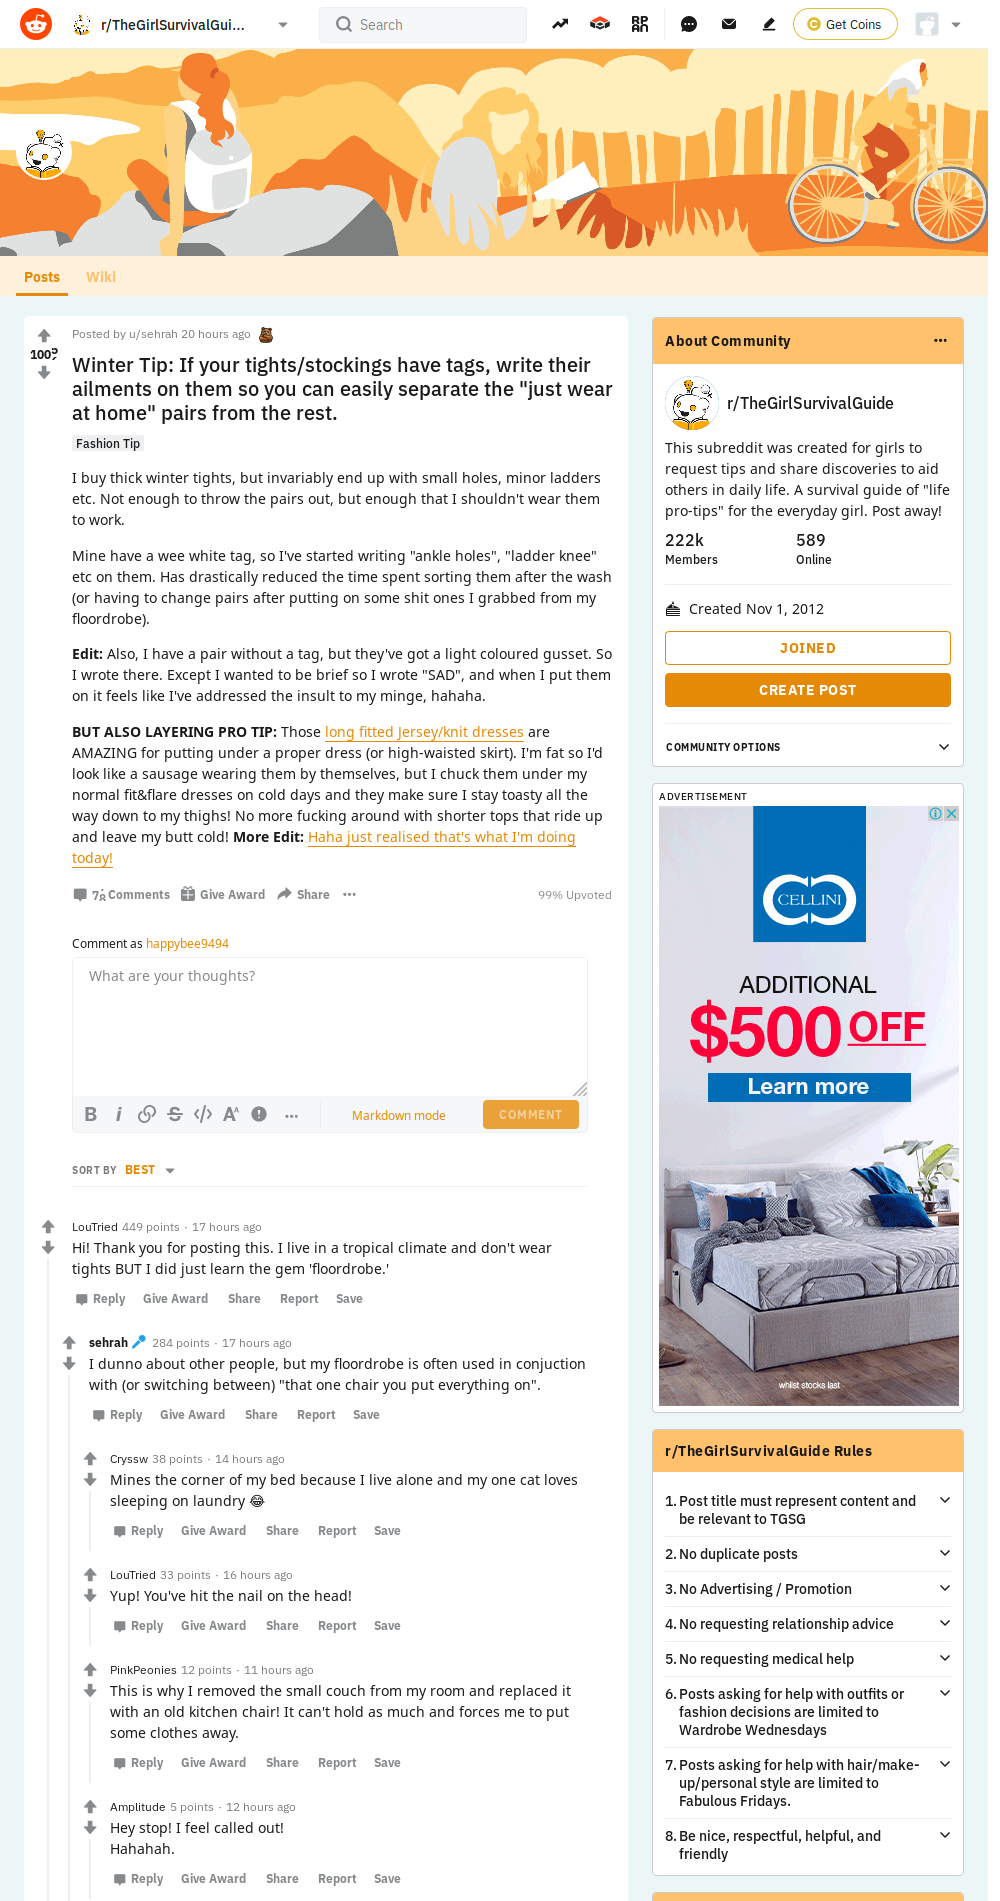 r/TheGirlSurvivalGui...
Search
Get Coins
Posts
Wiki
Posted by u/sehrah 20 hours ago
Winter Tip: If your tights/stockings have tags, write their
ailments on them so you can easily separate the "just wear
at home" pairs from the rest.
Fashion Tip
I buy thick winter tights, but invariably end up with small holes, minor ladders
etc. Not enough to throw the pairs out, but enough that I shouldn't wear them
to work.
Mine have a wee white tag, so I've started writing "ankle holes", "ladder knee"
etc on them. Has drastically reduced the time spent sorting them after the wash
(or having to change pairs after putting on some shit ones I grabbed from my
floordrobe).
Edit: Also, I have a pair without a tag, but they've got a light coloured gusset. So
I wrote there. Except I wanted to be brief so I wrote "SAD", and when I put them
on it feels like I've addressed the insult to my minge, hahaha.
BUT ALSO LAYERING PRO TIP: Those long fitted Jersey/knit dresses are
AMAZING for putting under a proper dress (or high-waisted skirt). I'm fat so I'd
look like a sausage wearing them by themselves, but I chuck them under my
normal fit&flare dresses on cold days and they make sure I stay toasty all the
way down to my thighs! No more fucking around with shorter tops that ride up
and leave my butt cold! More Edit: Haha just realised that's what I'm doing
today!
Comments
Give Award
Share
99% Upvoted
Comment as happybee9494
What are your thoughts?
B i S A A
Markdown mode
COMMENT
SORT BY BEST
LouTried 449 points · 17 hours ago
Hi! Thank you for posting this. I live in a tropical climate and don't wear
tights BUT I did just learn the gem 'floordrobe.'
Reply Give Award Share Report Save
sehrah 284 points · 17 hours ago
I dunno about other people, but my floordrobe is often used in conjuction
with (or switching between) "that one chair you put everything on".
Reply Give Award Share Report Save
Cryssw 38 points · 14 hours ago
Mines the corner of my bed because I live alone and my one cat loves
sleeping on laundry 😂
Reply Give Award Share Report Save
LouTried 33 points · 16 hours ago
Yup! You've hit the nail on the head!
Reply Give Award Share Report Save
PinkPeonies 12 points · 11 hours ago
This is why I removed the small couch from my room and replaced it
with an old kitchen chair! It can't hold as much and forces me to put
some clothes away.
Reply Give Award Share Report Save
Amplitude 5 points · 12 hours ago
Hey stop! I feel called out!
Hahahah.
Reply Give Award Share Report Save
About Community
r/TheGirlSurvivalGuide
This subreddit was created for girls to
request tips and share discoveries to aid
others in daily life. A survival guide of "life
pro-tips" for the everyday girl. Post away!
222k 589
Members Online
Created Nov 1, 2012
JOINED
CREATE POST
COMMUNITY OPTIONS
ADVERTISEMENT
CELLINI
ADDITIONAL
$500 OFF
Learn more
whilst stocks last
r/TheGirlSurvivalGuide Rules
1. Post title must represent content and
be relevant to TGSG
2. No duplicate posts
3. No Advertising / Promotion
4. No requesting relationship advice
5. No requesting medical help
6. Posts asking for help with outfits or
fashion decisions are limited to
Wardrobe Wednesdays
7. Posts asking for help with hair/make-
up/personal style are limited to
Fabulous Fridays.
8. Be nice, respectful, helpful, and
friendly